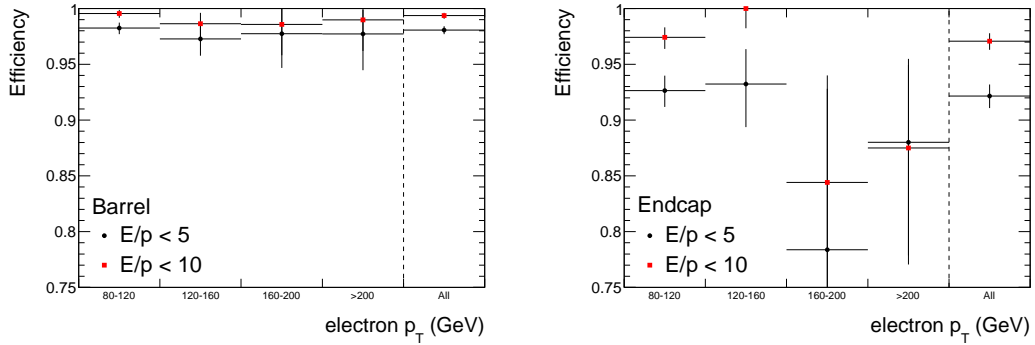 Efficiency
1
0.95
0.9
0.85
0.8
0.75
Barrel
E/p < 5
E/p < 10
80-120
120-160
160-200
>200
All
electron p_T (GeV)
Efficiency
1
0.95
0.9
0.85
0.8
0.75
Endcap
E/p < 5
E/p < 10
80-120
120-160
160-200
>200
All
electron p_T (GeV)